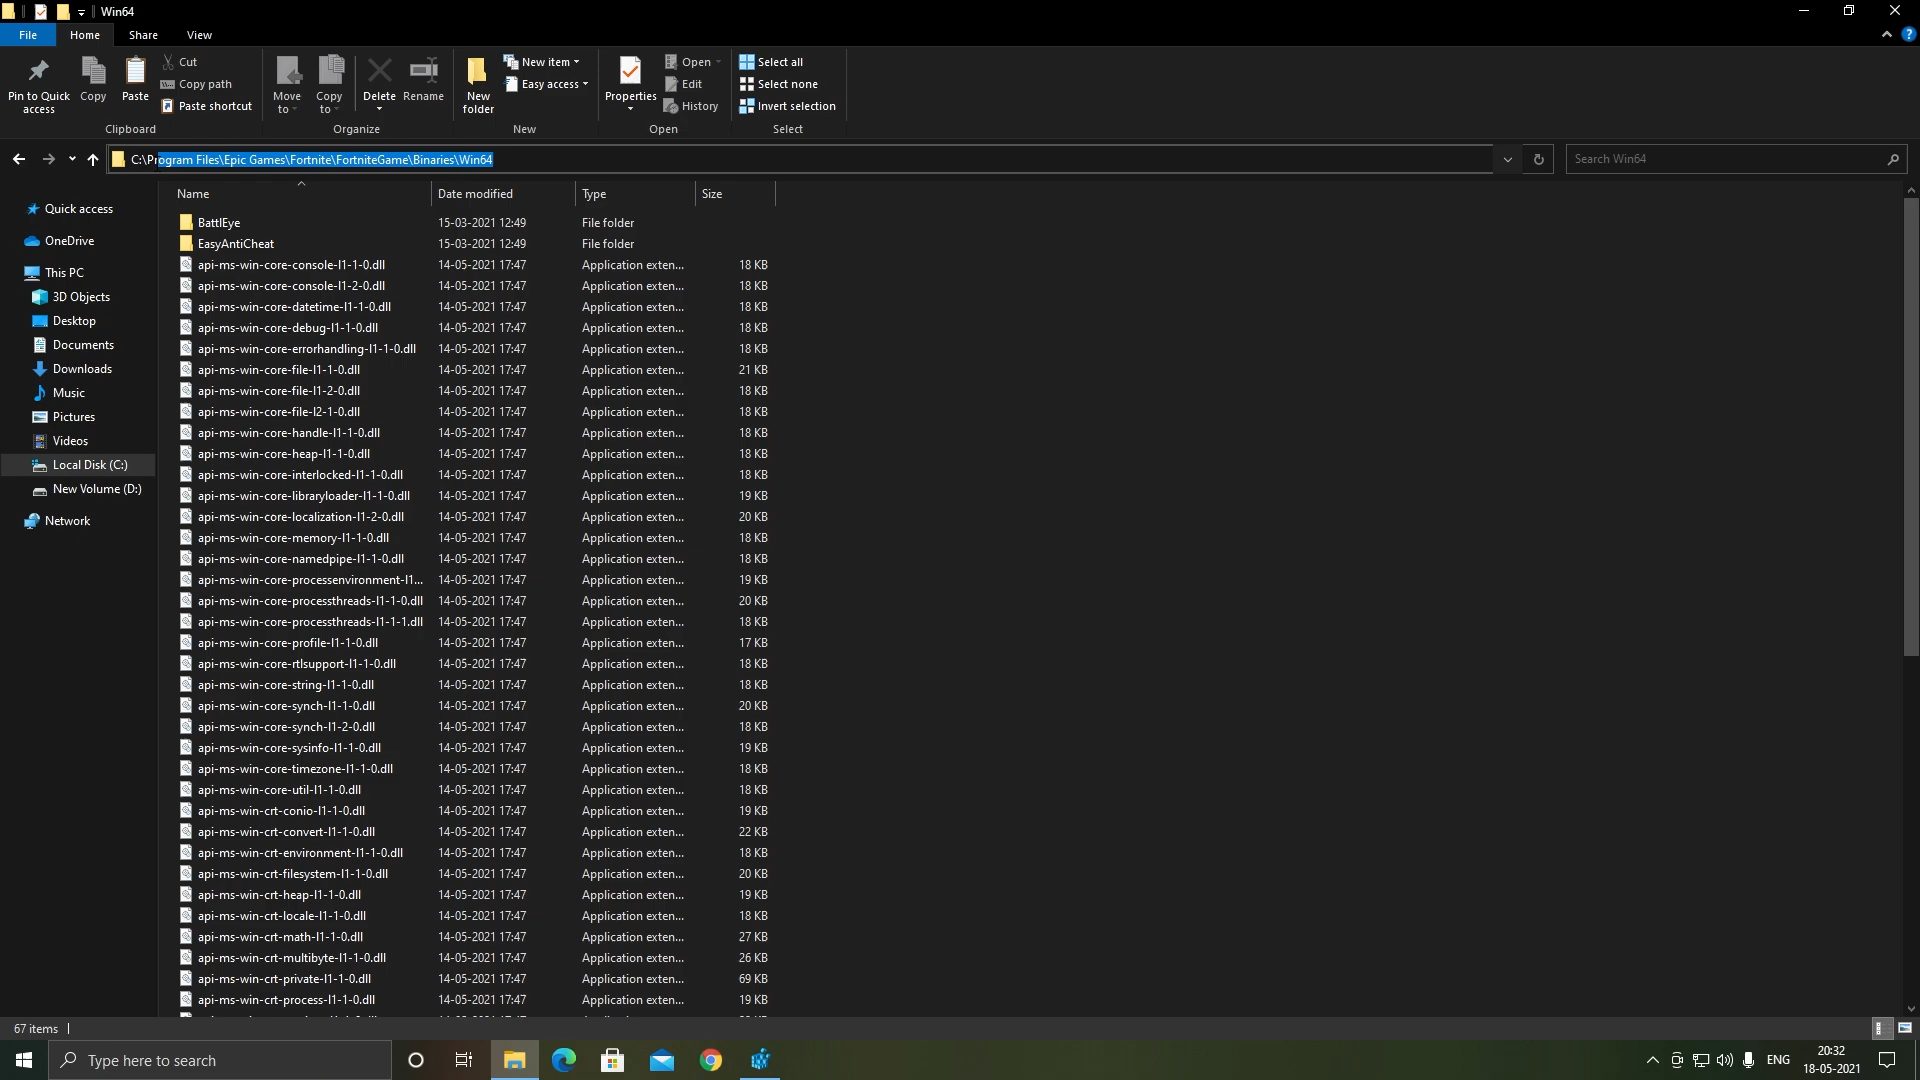 Win64
File Home Share View
Pin to Quick access
Copy
Paste
Cut
Copy path
Paste shortcut
Clipboard
Move to
Copy to
Delete
Rename
Organize
New folder
New item
Easy access
New
Properties
Open
Edit
History
Open
Select all
Select none
Invert selection
Select
C:\Program Files\Epic Games\Fortnite\FortniteGame\Binaries\Win64
Search Win64
Quick access
OneDrive
This PC
3D Objects
Desktop
Documents
Downloads
Music
Pictures
Videos
Local Disk (C:)
New Volume (D:)
Network
Name Date modified Type Size
BattlEye 15-03-2021 12:49 File folder
EasyAntiCheat 15-03-2021 12:49 File folder
api-ms-win-core-console-l1-1-0.dll 14-05-2021 17:47 Application exten... 18 KB
api-ms-win-core-console-l1-2-0.dll 14-05-2021 17:47 Application exten... 18 KB
api-ms-win-core-datetime-l1-1-0.dll 14-05-2021 17:47 Application exten... 18 KB
api-ms-win-core-debug-l1-1-0.dll 14-05-2021 17:47 Application exten... 18 KB
api-ms-win-core-errorhandling-l1-1-0.dll 14-05-2021 17:47 Application exten... 18 KB
api-ms-win-core-file-l1-1-0.dll 14-05-2021 17:47 Application exten... 21 KB
api-ms-win-core-file-l1-2-0.dll 14-05-2021 17:47 Application exten... 18 KB
api-ms-win-core-file-l2-1-0.dll 14-05-2021 17:47 Application exten... 18 KB
api-ms-win-core-handle-l1-1-0.dll 14-05-2021 17:47 Application exten... 18 KB
api-ms-win-core-heap-l1-1-0.dll 14-05-2021 17:47 Application exten... 18 KB
api-ms-win-core-interlocked-l1-1-0.dll 14-05-2021 17:47 Application exten... 18 KB
api-ms-win-core-libraryloader-l1-1-0.dll 14-05-2021 17:47 Application exten... 19 KB
api-ms-win-core-localization-l1-2-0.dll 14-05-2021 17:47 Application exten... 20 KB
api-ms-win-core-memory-l1-1-0.dll 14-05-2021 17:47 Application exten... 18 KB
api-ms-win-core-namedpipe-l1-1-0.dll 14-05-2021 17:47 Application exten... 18 KB
api-ms-win-core-processenvironment-l1... 14-05-2021 17:47 Application exten... 19 KB
api-ms-win-core-processthreads-l1-1-0.dll 14-05-2021 17:47 Application exten... 20 KB
api-ms-win-core-processthreads-l1-1-1.dll 14-05-2021 17:47 Application exten... 18 KB
api-ms-win-core-profile-l1-1-0.dll 14-05-2021 17:47 Application exten... 17 KB
api-ms-win-core-rtlsupport-l1-1-0.dll 14-05-2021 17:47 Application exten... 18 KB
api-ms-win-core-string-l1-1-0.dll 14-05-2021 17:47 Application exten... 18 KB
api-ms-win-core-synch-l1-1-0.dll 14-05-2021 17:47 Application exten... 20 KB
api-ms-win-core-synch-l1-2-0.dll 14-05-2021 17:47 Application exten... 18 KB
api-ms-win-core-sysinfo-l1-1-0.dll 14-05-2021 17:47 Application exten... 19 KB
api-ms-win-core-timezone-l1-1-0.dll 14-05-2021 17:47 Application exten... 18 KB
api-ms-win-core-util-l1-1-0.dll 14-05-2021 17:47 Application exten... 18 KB
api-ms-win-crt-conio-l1-1-0.dll 14-05-2021 17:47 Application exten... 19 KB
api-ms-win-crt-convert-l1-1-0.dll 14-05-2021 17:47 Application exten... 22 KB
api-ms-win-crt-environment-l1-1-0.dll 14-05-2021 17:47 Application exten... 18 KB
api-ms-win-crt-filesystem-l1-1-0.dll 14-05-2021 17:47 Application exten... 20 KB
api-ms-win-crt-heap-l1-1-0.dll 14-05-2021 17:47 Application exten... 19 KB
api-ms-win-crt-locale-l1-1-0.dll 14-05-2021 17:47 Application exten... 18 KB
api-ms-win-crt-math-l1-1-0.dll 14-05-2021 17:47 Application exten... 27 KB
api-ms-win-crt-multibyte-l1-1-0.dll 14-05-2021 17:47 Application exten... 26 KB
api-ms-win-crt-private-l1-1-0.dll 14-05-2021 17:47 Application exten... 69 KB
api-ms-win-crt-process-l1-1-0.dll 14-05-2021 17:47 Application exten... 19 KB
67 items
Type here to search
ENG
20:32
18-05-2021